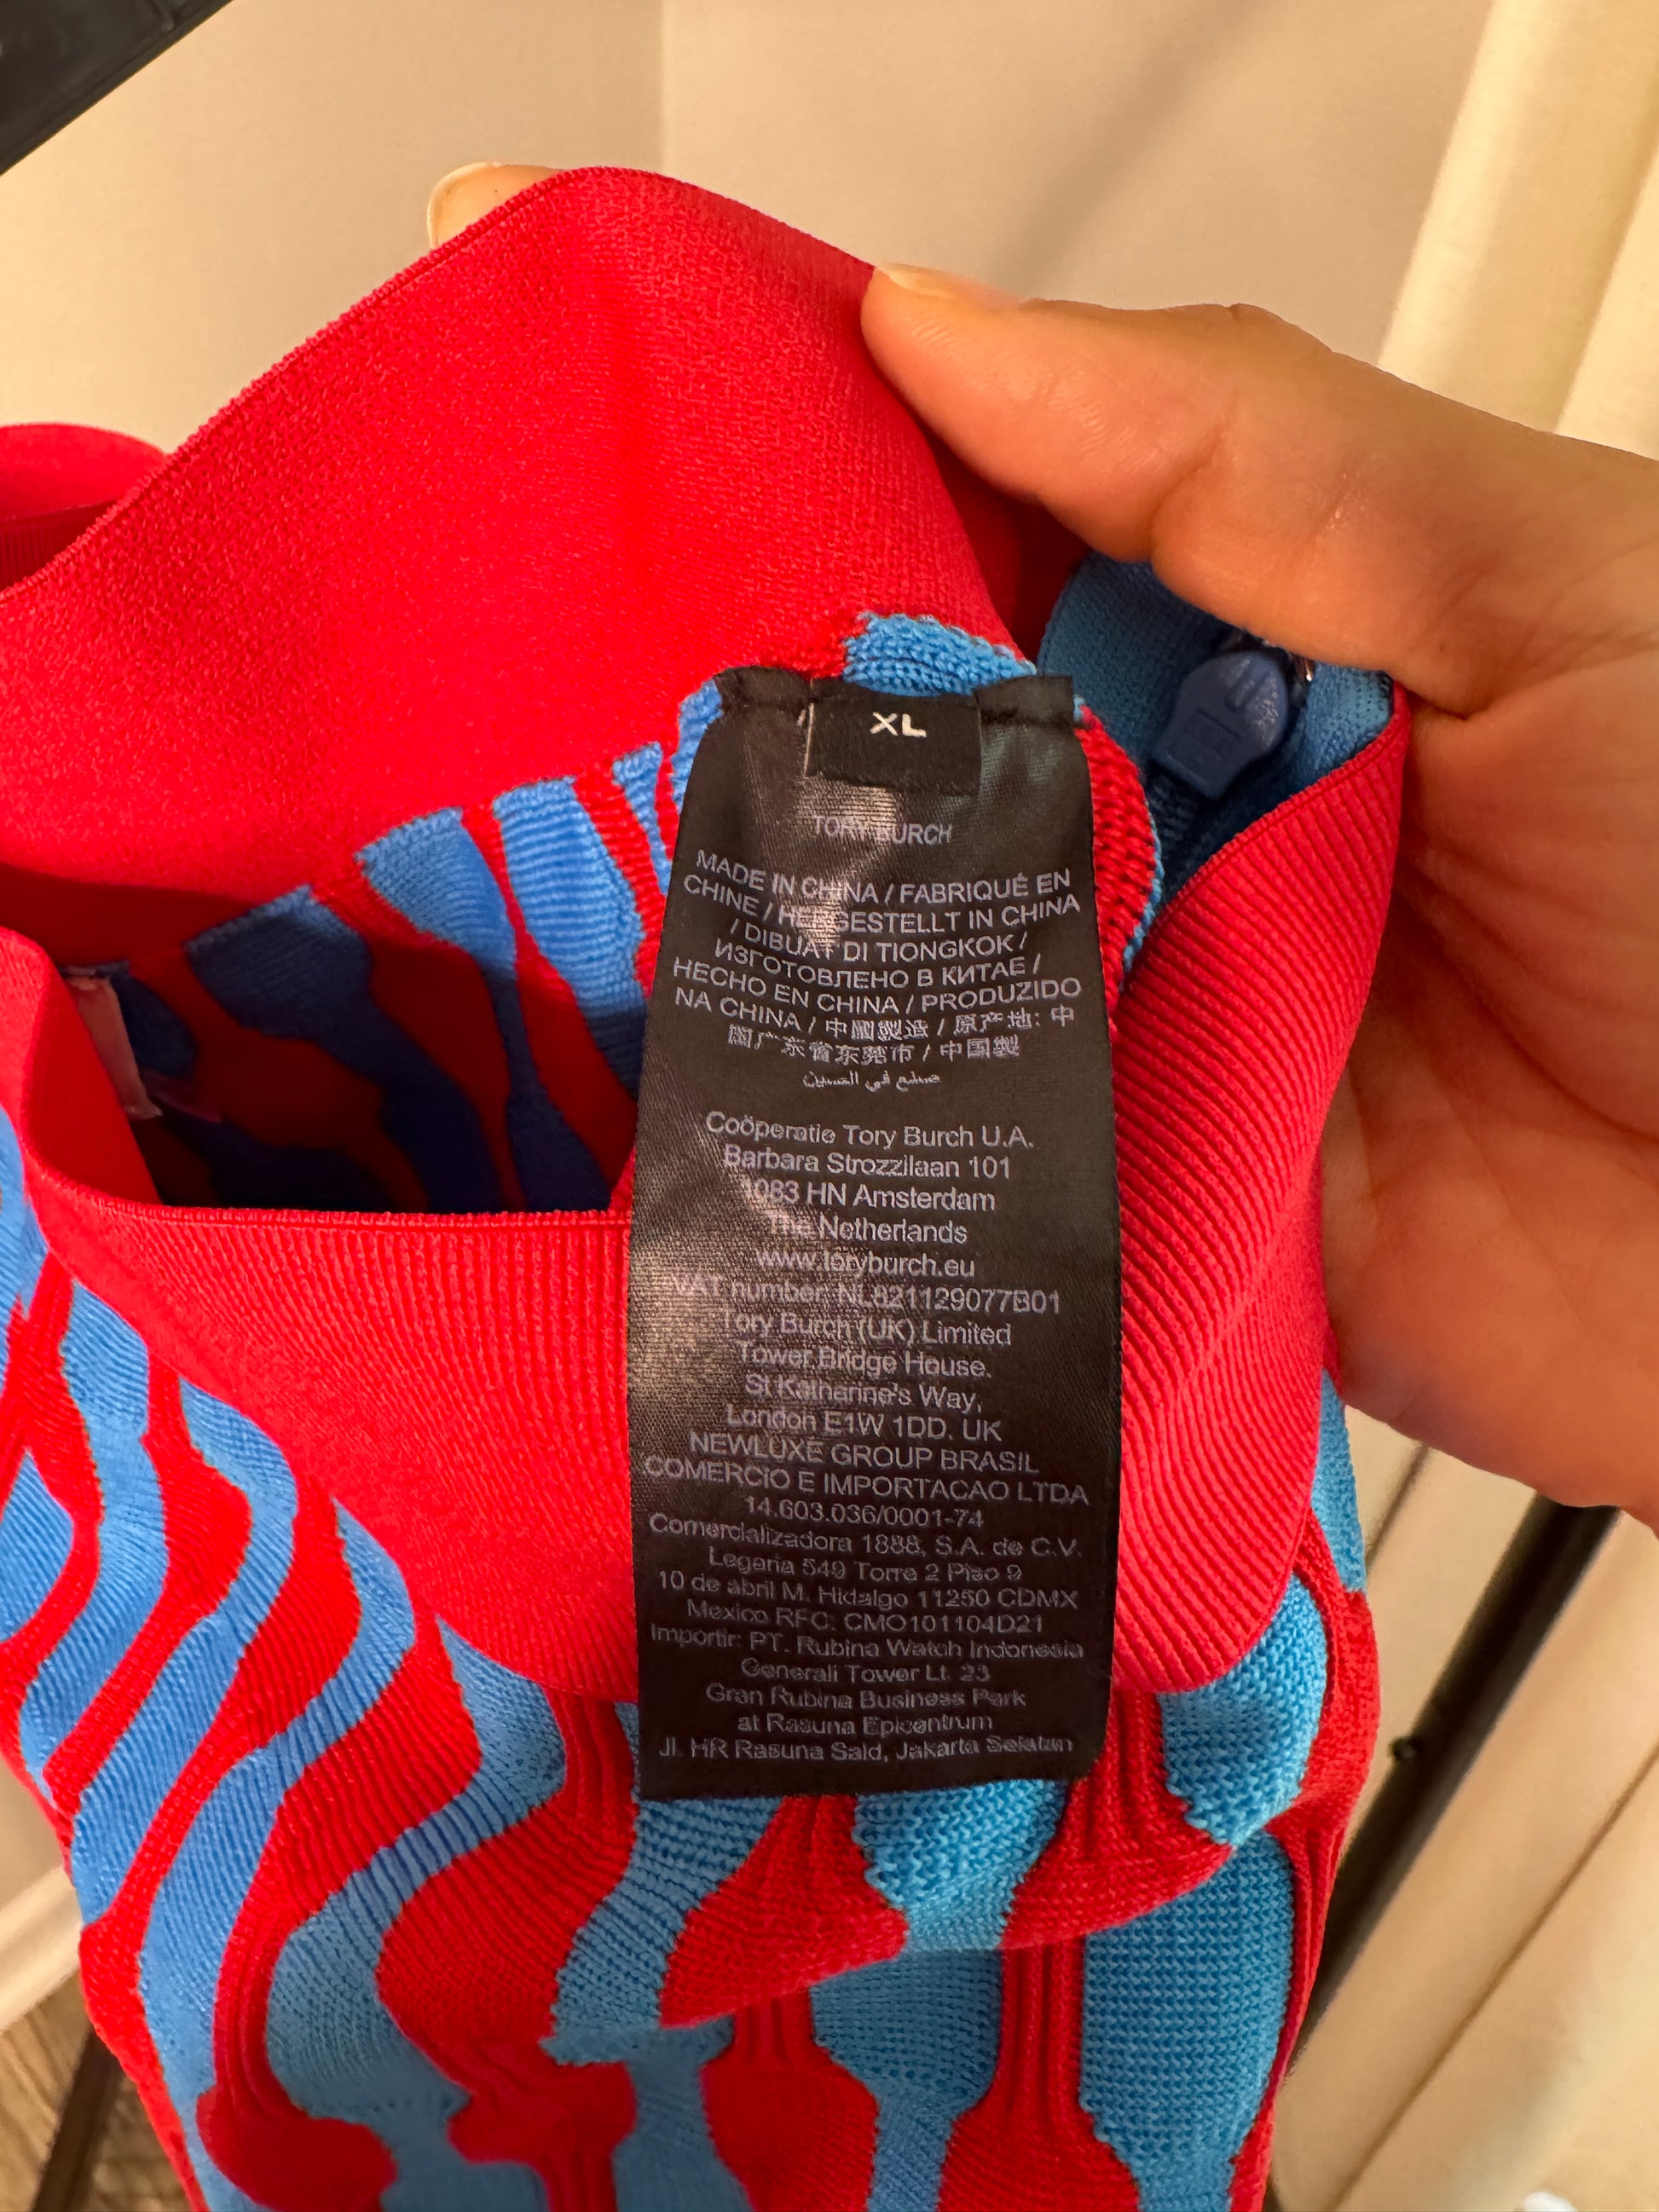 XL
TORY BURCH
MADE IN CHINA / FABRIQUÉ EN
CHINE / HERGESTELLT IN CHINA
/ DIBUAT DI TIONGKOK /
ИЗГОТОВЛЕНО В КИТАЕ /
HECHO EN CHINA / PRODUZIDO
NA CHINA / 中國製造 / 原产地: 中
国广东省东莞市 / 中国製
صنع في الصين
Coöperatie Tory Burch U.A.
Barbara Strozzilaan 101
1083 HN Amsterdam
The Netherlands
www.toryburch.eu
VAT number: NL821129077B01
Tory Burch (UK) Limited
Tower Bridge House.
St Katharine's Way,
London E1W 1DD. UK
NEWLUXE GROUP BRASIL
COMERCIO E IMPORTACAO LTDA
14.603.036/0001-74
Comercializadora 1888, S.A. de C.V.
Legaria 549 Torre 2 Piso 9
10 de abril M. Hidalgo 11250 CDMX
Mexico RFC: CMO101104D21
Importir: PT. Rubina Watch Indonesia
Generali Tower Lt. 23
Gran Rubina Business Park
at Rasuna Epicentrum
Jl. HR Rasuna Said, Jakarta Selatan